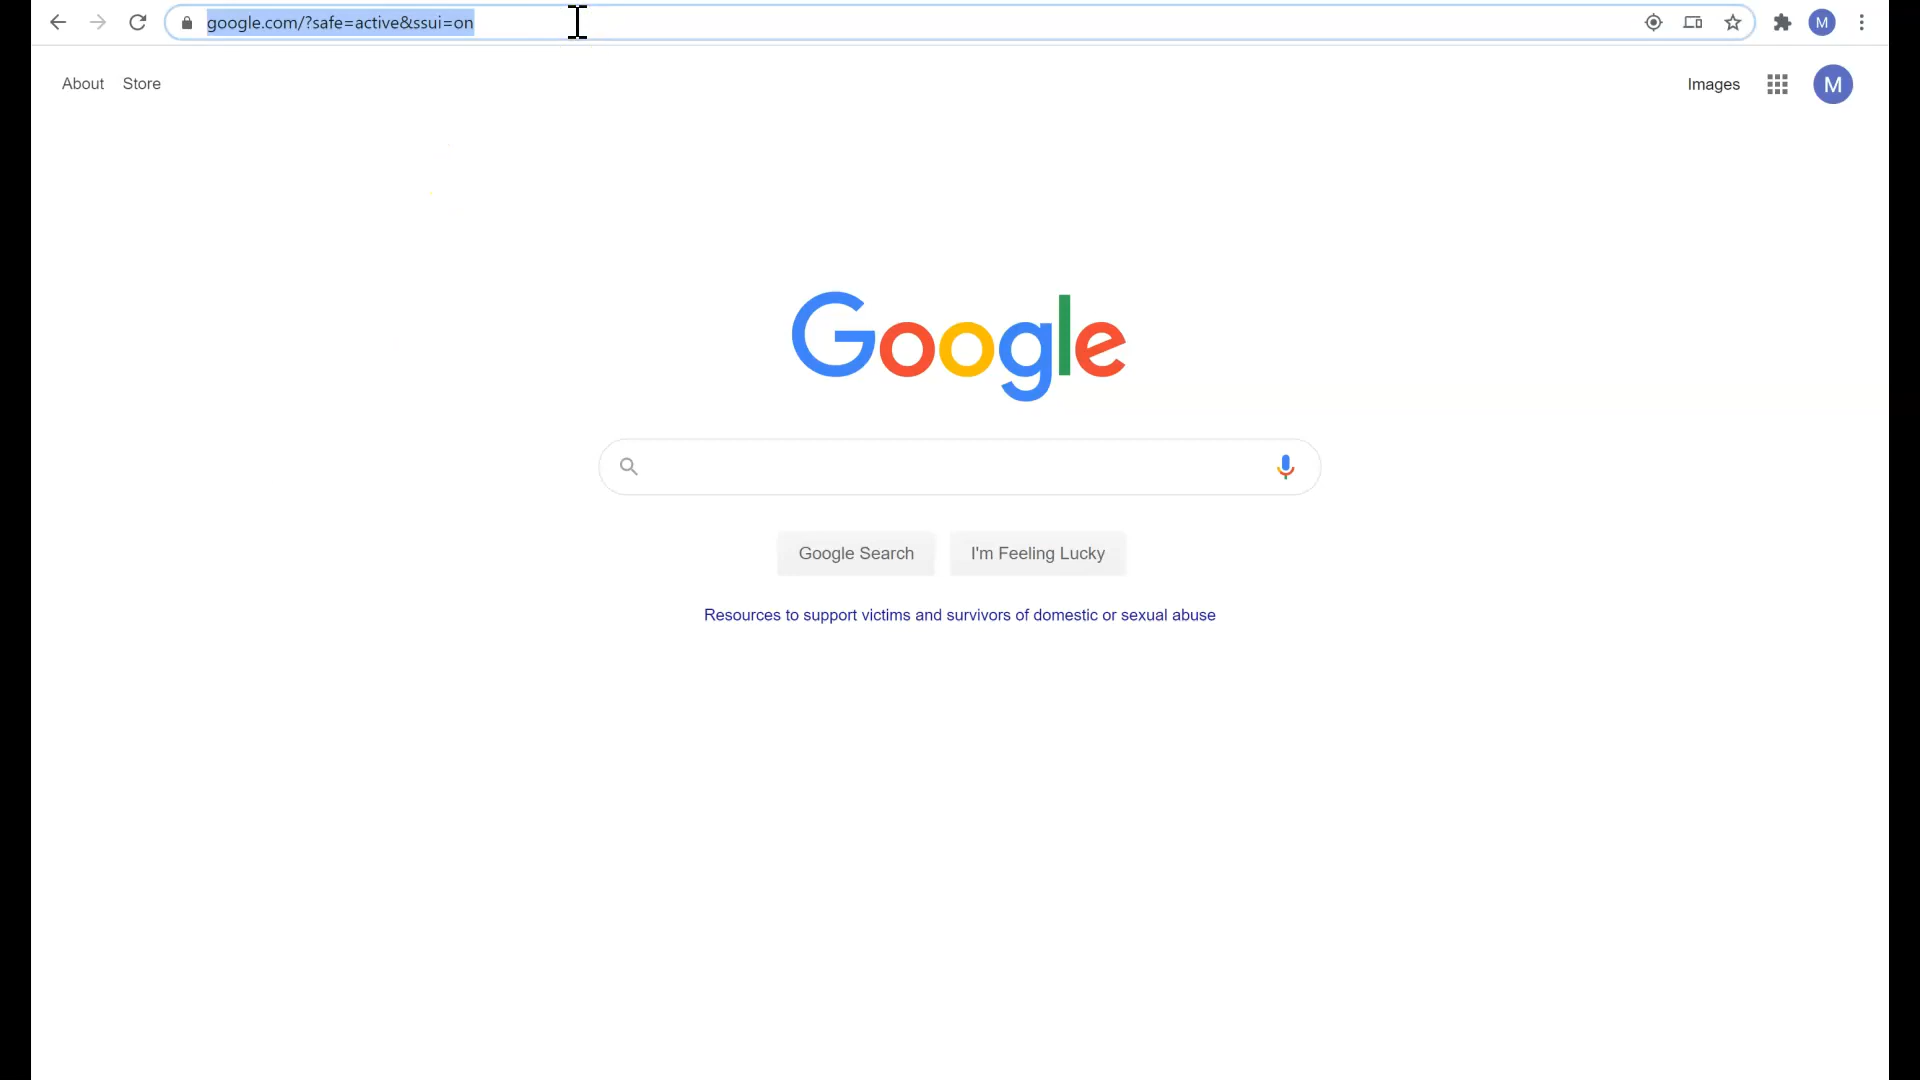 google.com/?safe=active&ssui=on
M
About
Store
Images
M
Google
Google Search
I'm Feeling Lucky
Resources to support victims and survivors of domestic or sexual abuse